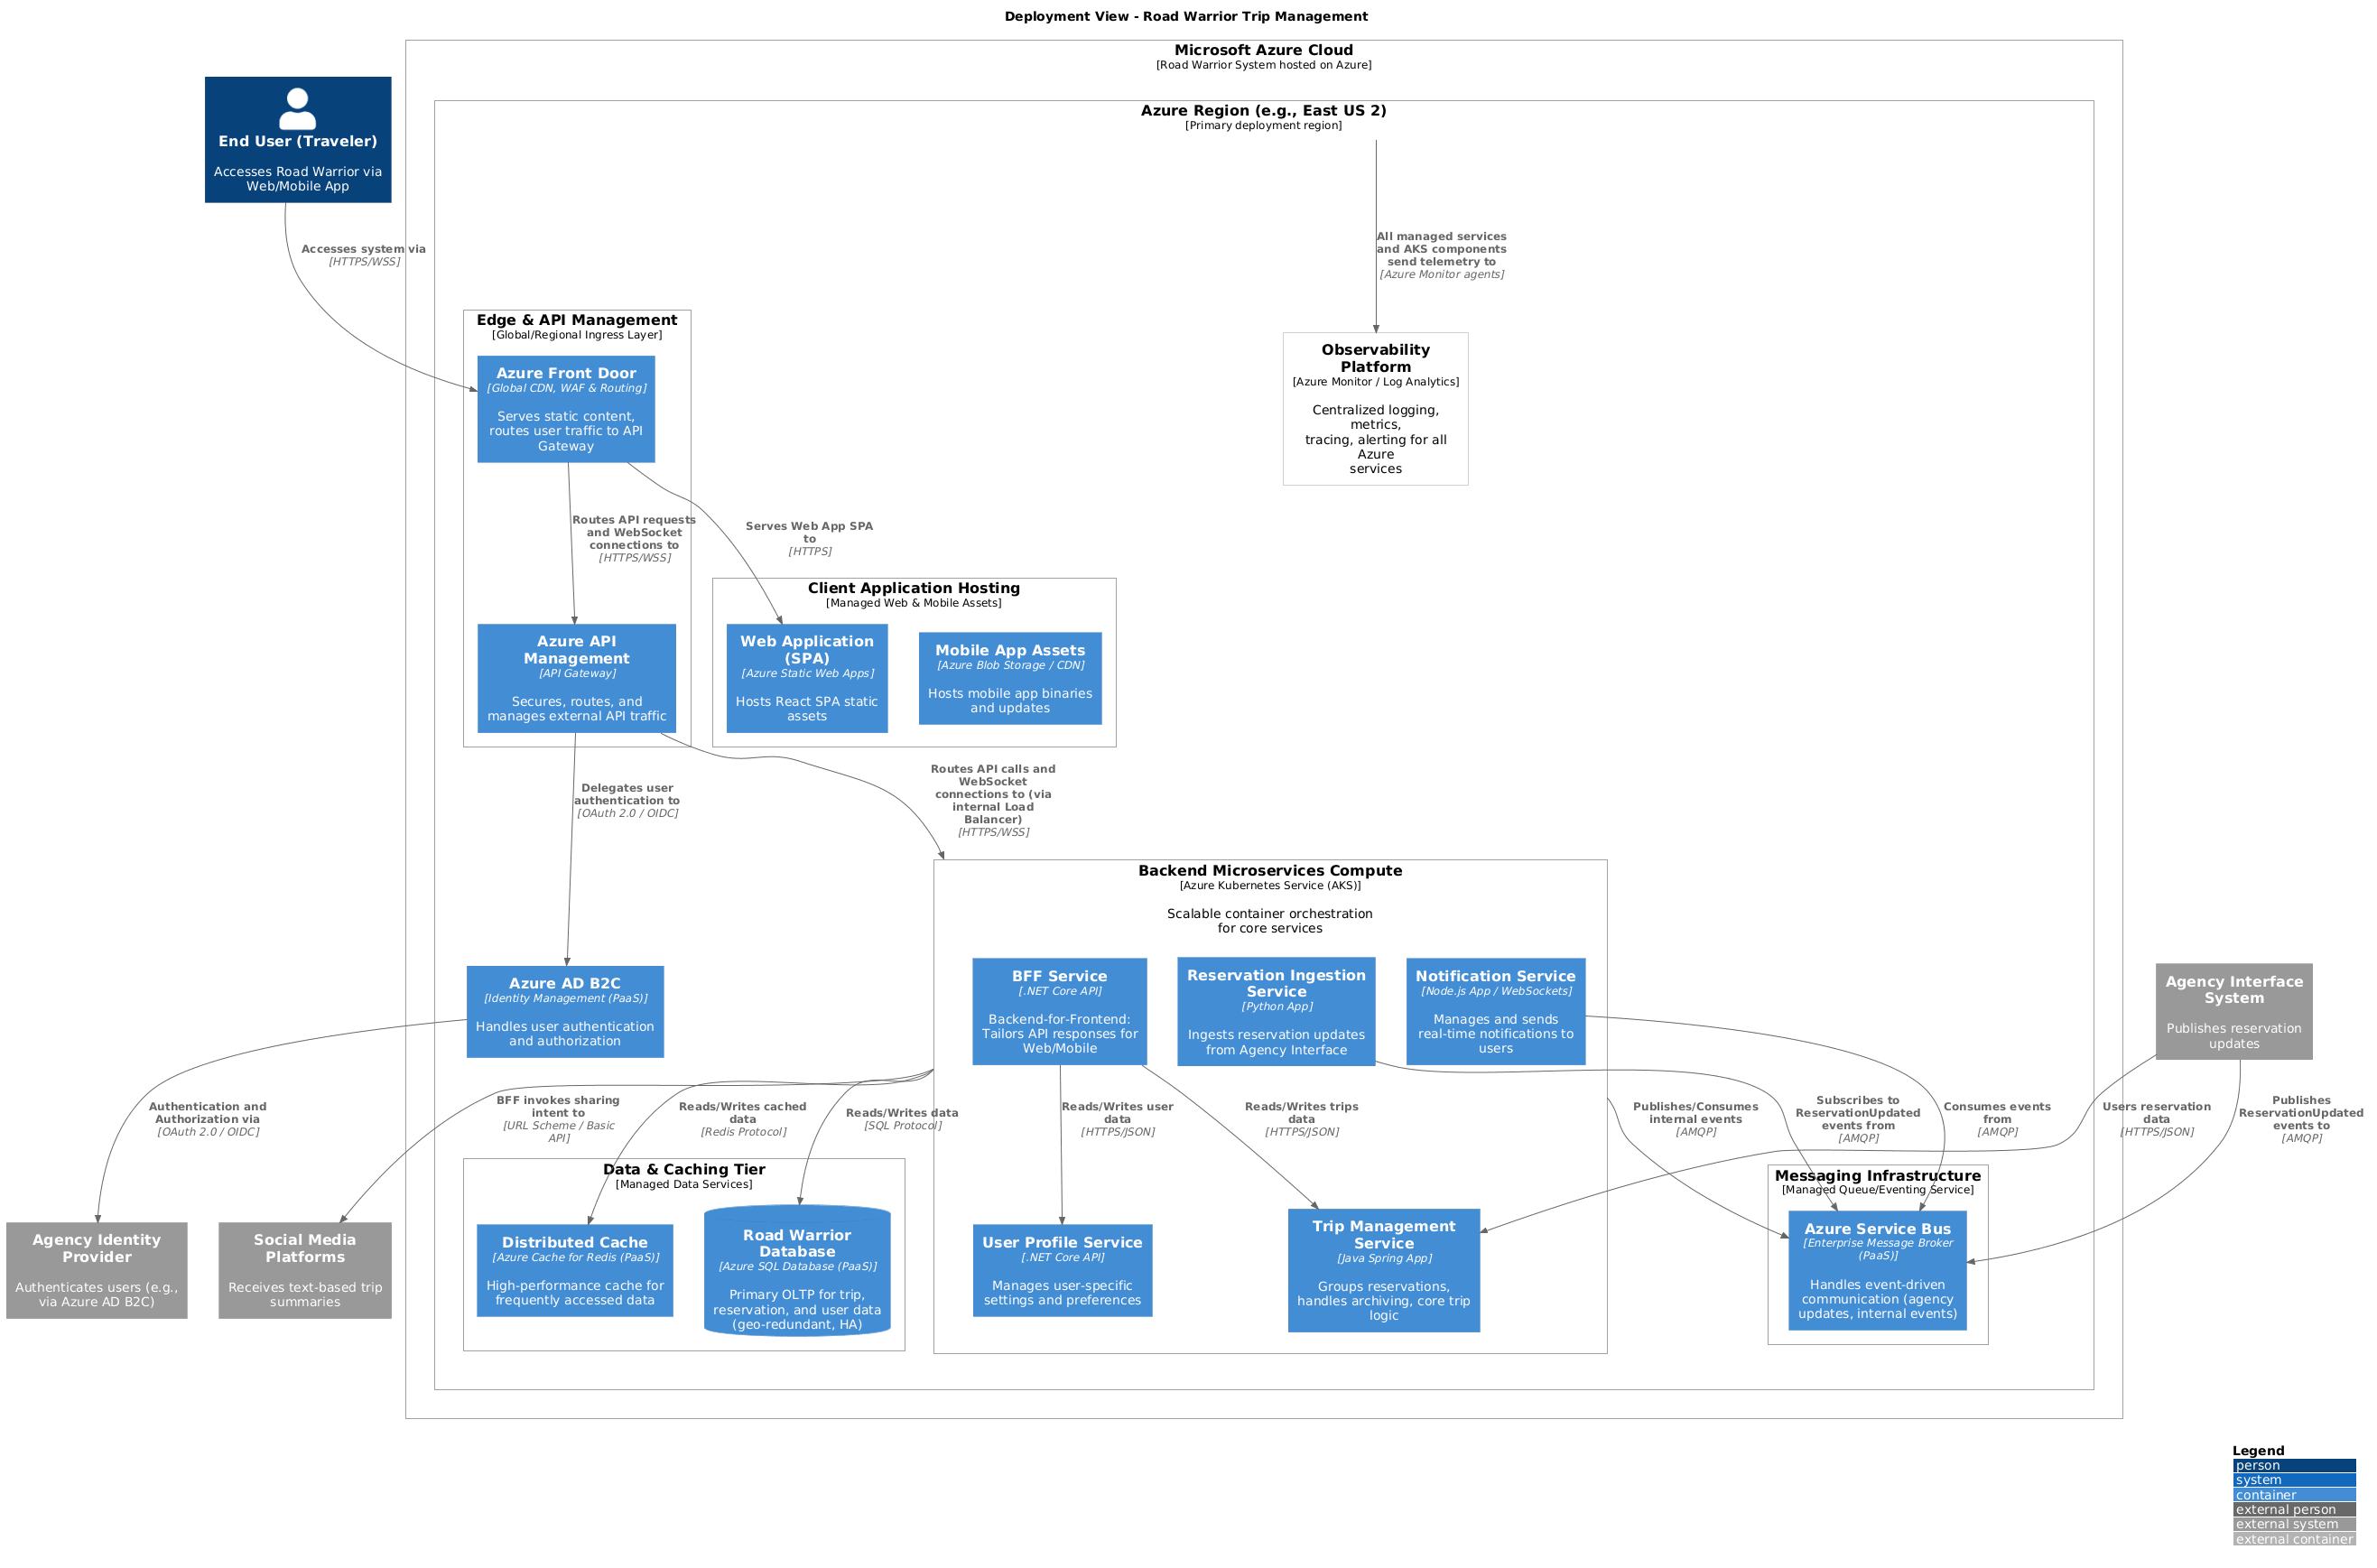 Deployment View - Road Warrior Trip Management
Microsoft Azure Cloud
[Road Warrior System hosted on Azure]
Azure Region (e.g., East US 2)
[Primary deployment region]
End User (Traveler)
Accesses Road Warrior via
Web/Mobile App
Accesses system via
[HTTPS/WSS]
All managed services
and AKS components
send telemetry to
[Azure Monitor agents]
Edge & API Management
[Global/Regional Ingress Layer]
Azure Front Door
[Global CDN, WAF & Routing]
Serves static content,
routes user traffic to API
Gateway
Observability
Platform
[Azure Monitor / Log Analytics]
Centralized logging,
metrics,
tracing, alerting for all
Azure
services
Routes API requests
and WebSocket
connections to
[HTTPS/WSS]
Serves Web App SPA
to
[HTTPS]
Client Application Hosting
[Managed Web & Mobile Assets]
Azure API
Management
[API Gateway]
Secures, routes, and
manages external API traffic
Web Application
(SPA)
[Azure Static Web Apps]
Hosts React SPA static
assets
Mobile App Assets
[Azure Blob Storage / CDN]
Hosts mobile app binaries
and updates
Delegates user
authentication to
[OAuth 2.0 / OIDC]
Routes API calls and
WebSocket
connections to (via
internal Load
Balancer)
[HTTPS/WSS]
Backend Microservices Compute
[Azure Kubernetes Service (AKS)]
Scalable container orchestration
for core services
Azure AD B2C
[Identity Management (PaaS)]
Handles user authentication
and authorization
BFF Service
[.NET Core API]
Backend-for-Frontend:
Tailors API responses for
Web/Mobile
Reservation Ingestion
Service
[Python App]
Ingests reservation updates
from Agency Interface
Notification Service
[Node.js App / WebSockets]
Manages and sends
real-time notifications to
users
Agency Interface
System
Publishes reservation
updates
Authentication and
Authorization via
[OAuth 2.0 / OIDC]
BFF invokes sharing
intent to
[URL Scheme / Basic
API]
Reads/Writes cached
data
[Redis Protocol]
Reads/Writes data
[SQL Protocol]
Reads/Writes user
data
[HTTPS/JSON]
Reads/Writes trips
data
[HTTPS/JSON]
Publishes/Consumes
internal events
[AMQP]
Subscribes to
ReservationUpdated
events from
[AMQP]
Consumes events
from
[AMQP]
Users reservation
data
[HTTPS/JSON]
Publishes
ReservationUpdated
events to
[AMQP]
Data & Caching Tier
[Managed Data Services]
Messaging Infrastructure
[Managed Queue/Eventing Service]
Agency Identity
Provider
Authenticates users (e.g.,
via Azure AD B2C)
Social Media
Platforms
Receives text-based trip
summaries
Distributed Cache
[Azure Cache for Redis (PaaS)]
High-performance cache for
frequently accessed data
Road Warrior
Database
[Azure SQL Database (PaaS)]
Primary OLTP for trip,
reservation, and user data
(geo-redundant, HA)
User Profile Service
[.NET Core API]
Manages user-specific
settings and preferences
Trip Management
Service
[Java Spring App]
Groups reservations,
handles archiving, core trip
logic
Azure Service Bus
[Enterprise Message Broker
(PaaS)]
Handles event-driven
communication (agency
updates, internal events)
Legend
person
system
container
external person
external system
external container